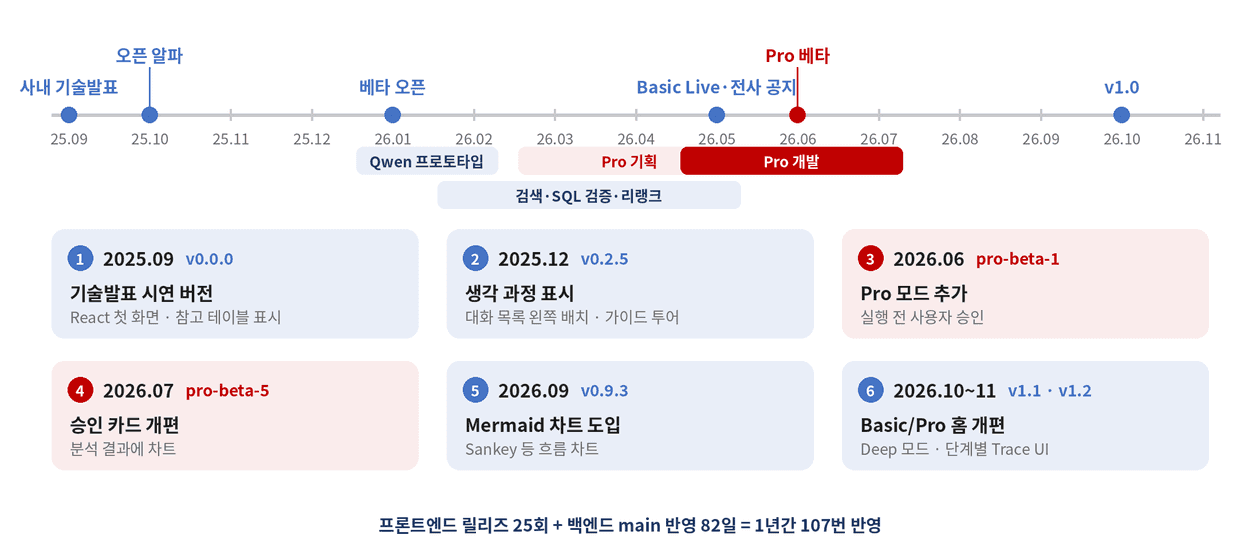 오픈 알파
Pro 베타
사내 기술발표
베타 오픈
Basic Live·전사 공지
v1.0
25.09
25.10
25.11
25.12
26.01
26.02
26.03
26.04
26.05
26.06
26.07
26.08
26.09
26.10
26.11
Qwen 프로토타입
Pro 기획
Pro 개발
검색·SQL 검증·리랭크
1 2025.09 v0.0.0
기술발표 시연 버전
React 첫 화면 · 참고 테이블 표시
2 2025.12 v0.2.5
생각 과정 표시
대화 목록 왼쪽 배치 · 가이드 투어
3 2026.06 pro-beta-1
Pro 모드 추가
실행 전 사용자 승인
4 2026.07 pro-beta-5
승인 카드 개편
분석 결과에 차트
5 2026.09 v0.9.3
Mermaid 차트 도입
Sankey 등 흐름 차트
6 2026.10~11 v1.1 · v1.2
Basic/Pro 홈 개편
Deep 모드 · 단계별 Trace UI
프론트엔드 릴리즈 25회 + 백엔드 main 반영 82일 = 1년간 107번 반영